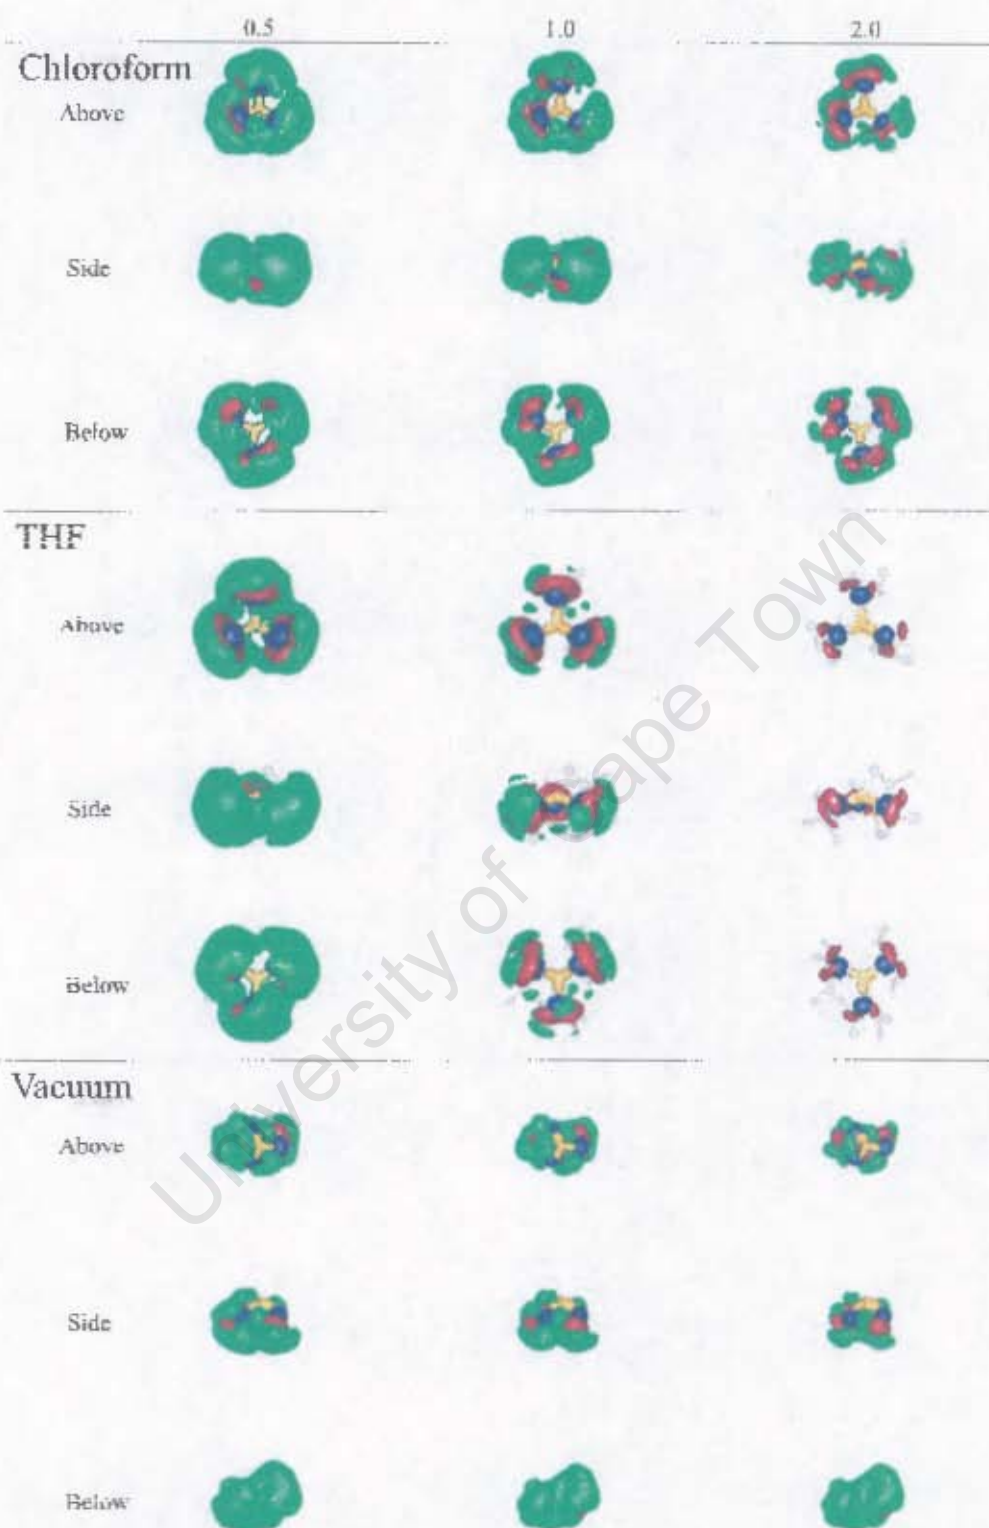 0.5 1.0 2.0
Chloroform
Above
Side
Below
THF
Above
Side
Below
Vacuum
Above
Side
Below
University of Cape Town